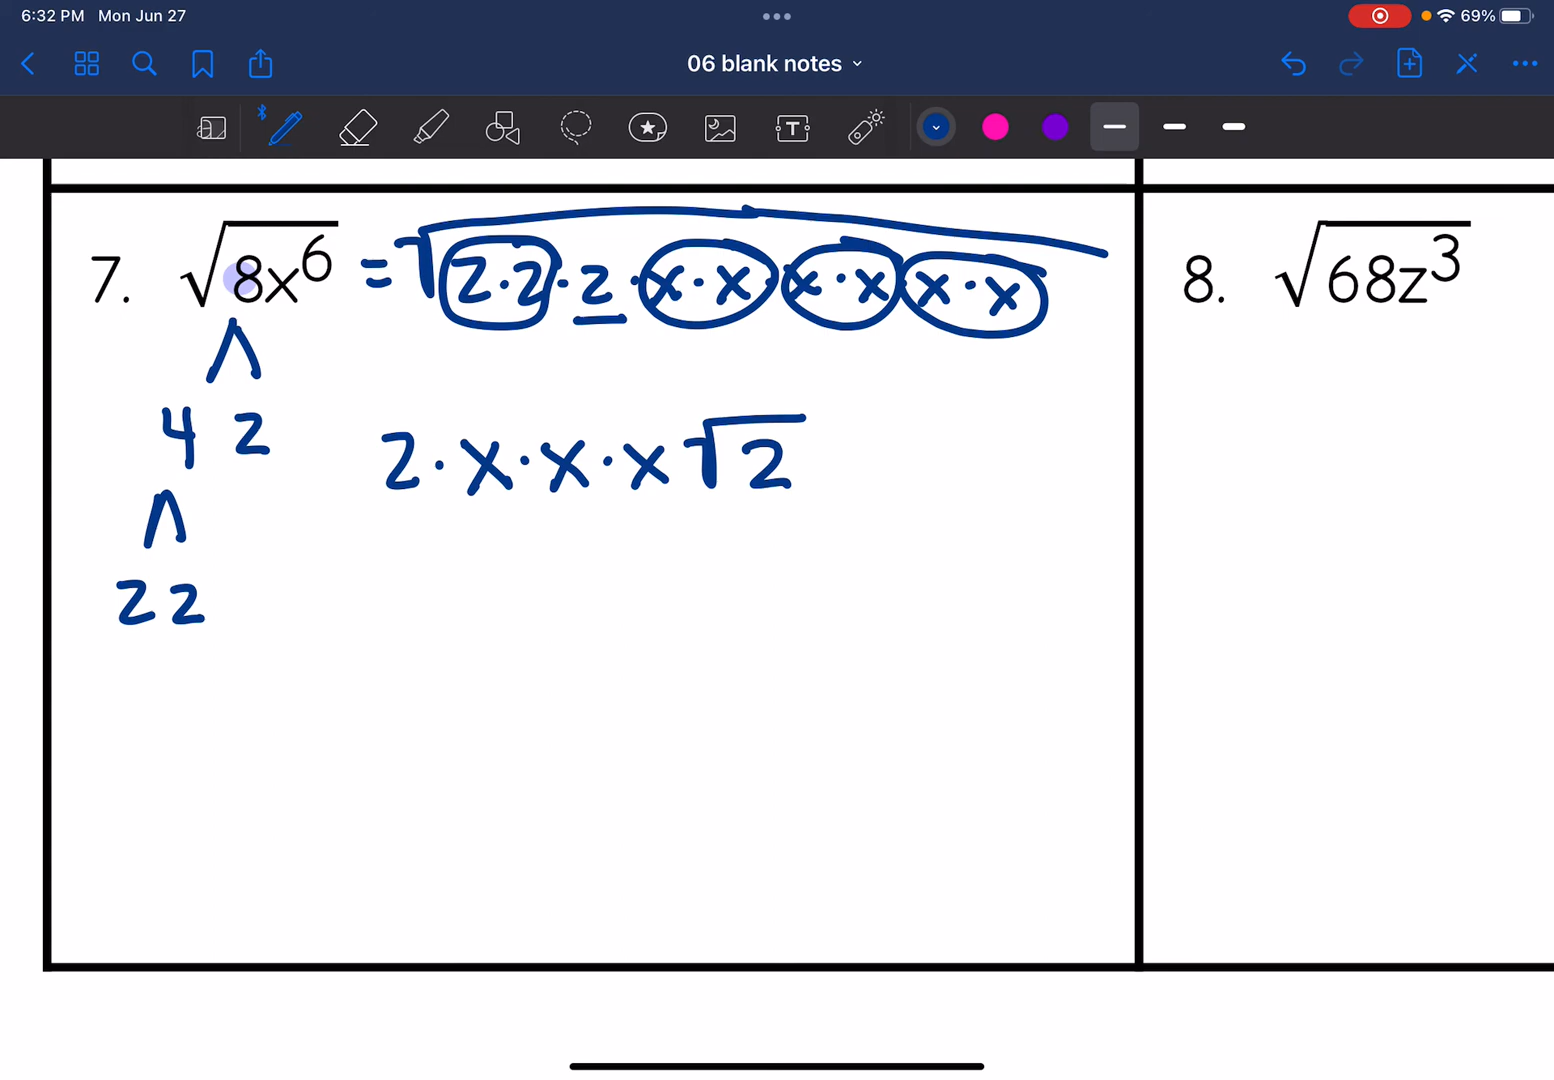 6:32 PM Mon Jun 27
69%
06 blank notes
7. √8x⁶ = √2·2·2·x·x·x·x·x·x
8. √68z³
4 2
2·x·x·x√2
2 2